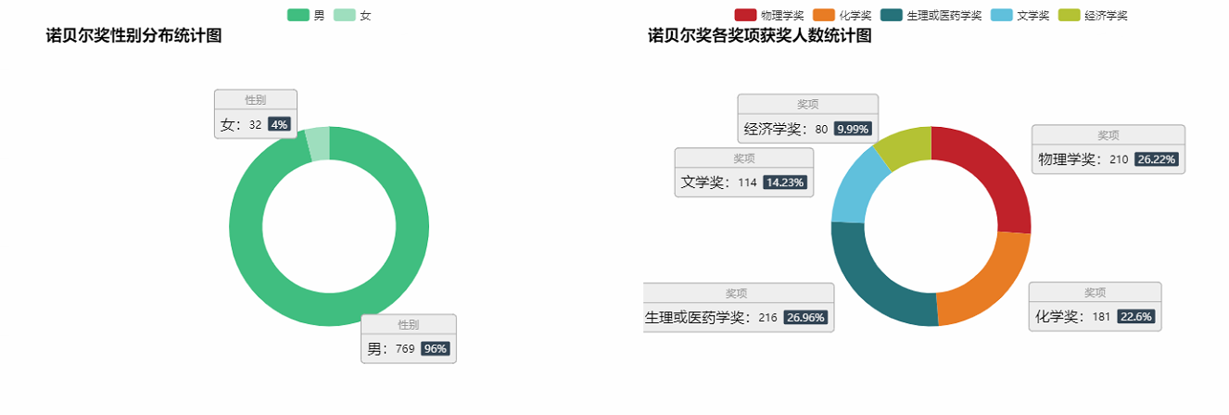 男 女
诺贝尔奖性别分布统计图
性别
女： 32 4%
性别
男： 769 96%
物理学奖 化学奖 生理或医药学奖 文学奖 经济学奖
诺贝尔奖各奖项获奖人数统计图
奖项
经济学奖： 80 9.99%
奖项
物理学奖： 210 26.22%
奖项
文学奖： 114 14.23%
奖项
生理或医药学奖： 216 26.96%
奖项
化学奖： 181 22.6%